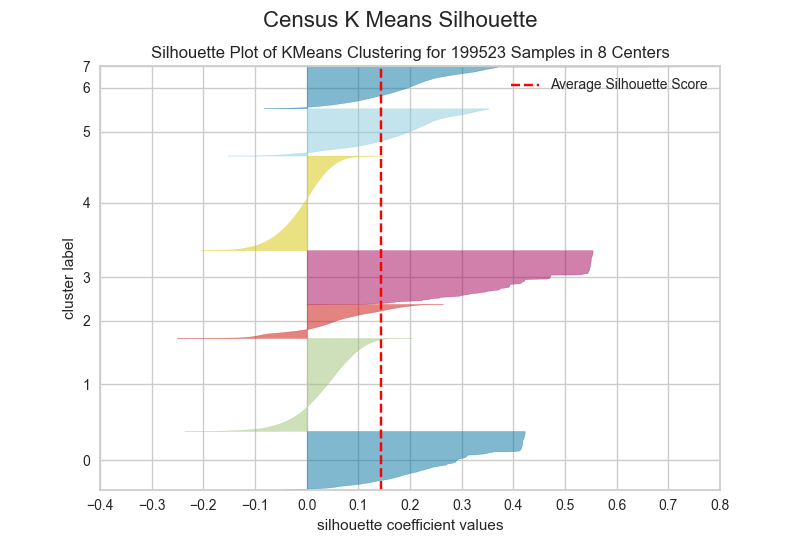 Census K Means Silhouette
Silhouette Plot of KMeans Clustering for 199523 Samples in 8 Centers
Average Silhouette Score
cluster label
7
6
5
4
3
2
1
0
−0.4 −0.3 −0.2 −0.1 0.0 0.1 0.2 0.3 0.4 0.5 0.6 0.7 0.8
silhouette coefficient values